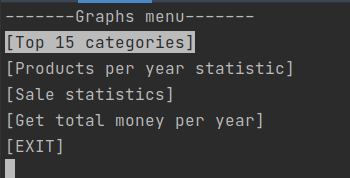 -------Graphs menu-------
[Top 15 categories]
[Products per year statistic]
[Sale statistics]
[Get total money per year]
[EXIT]